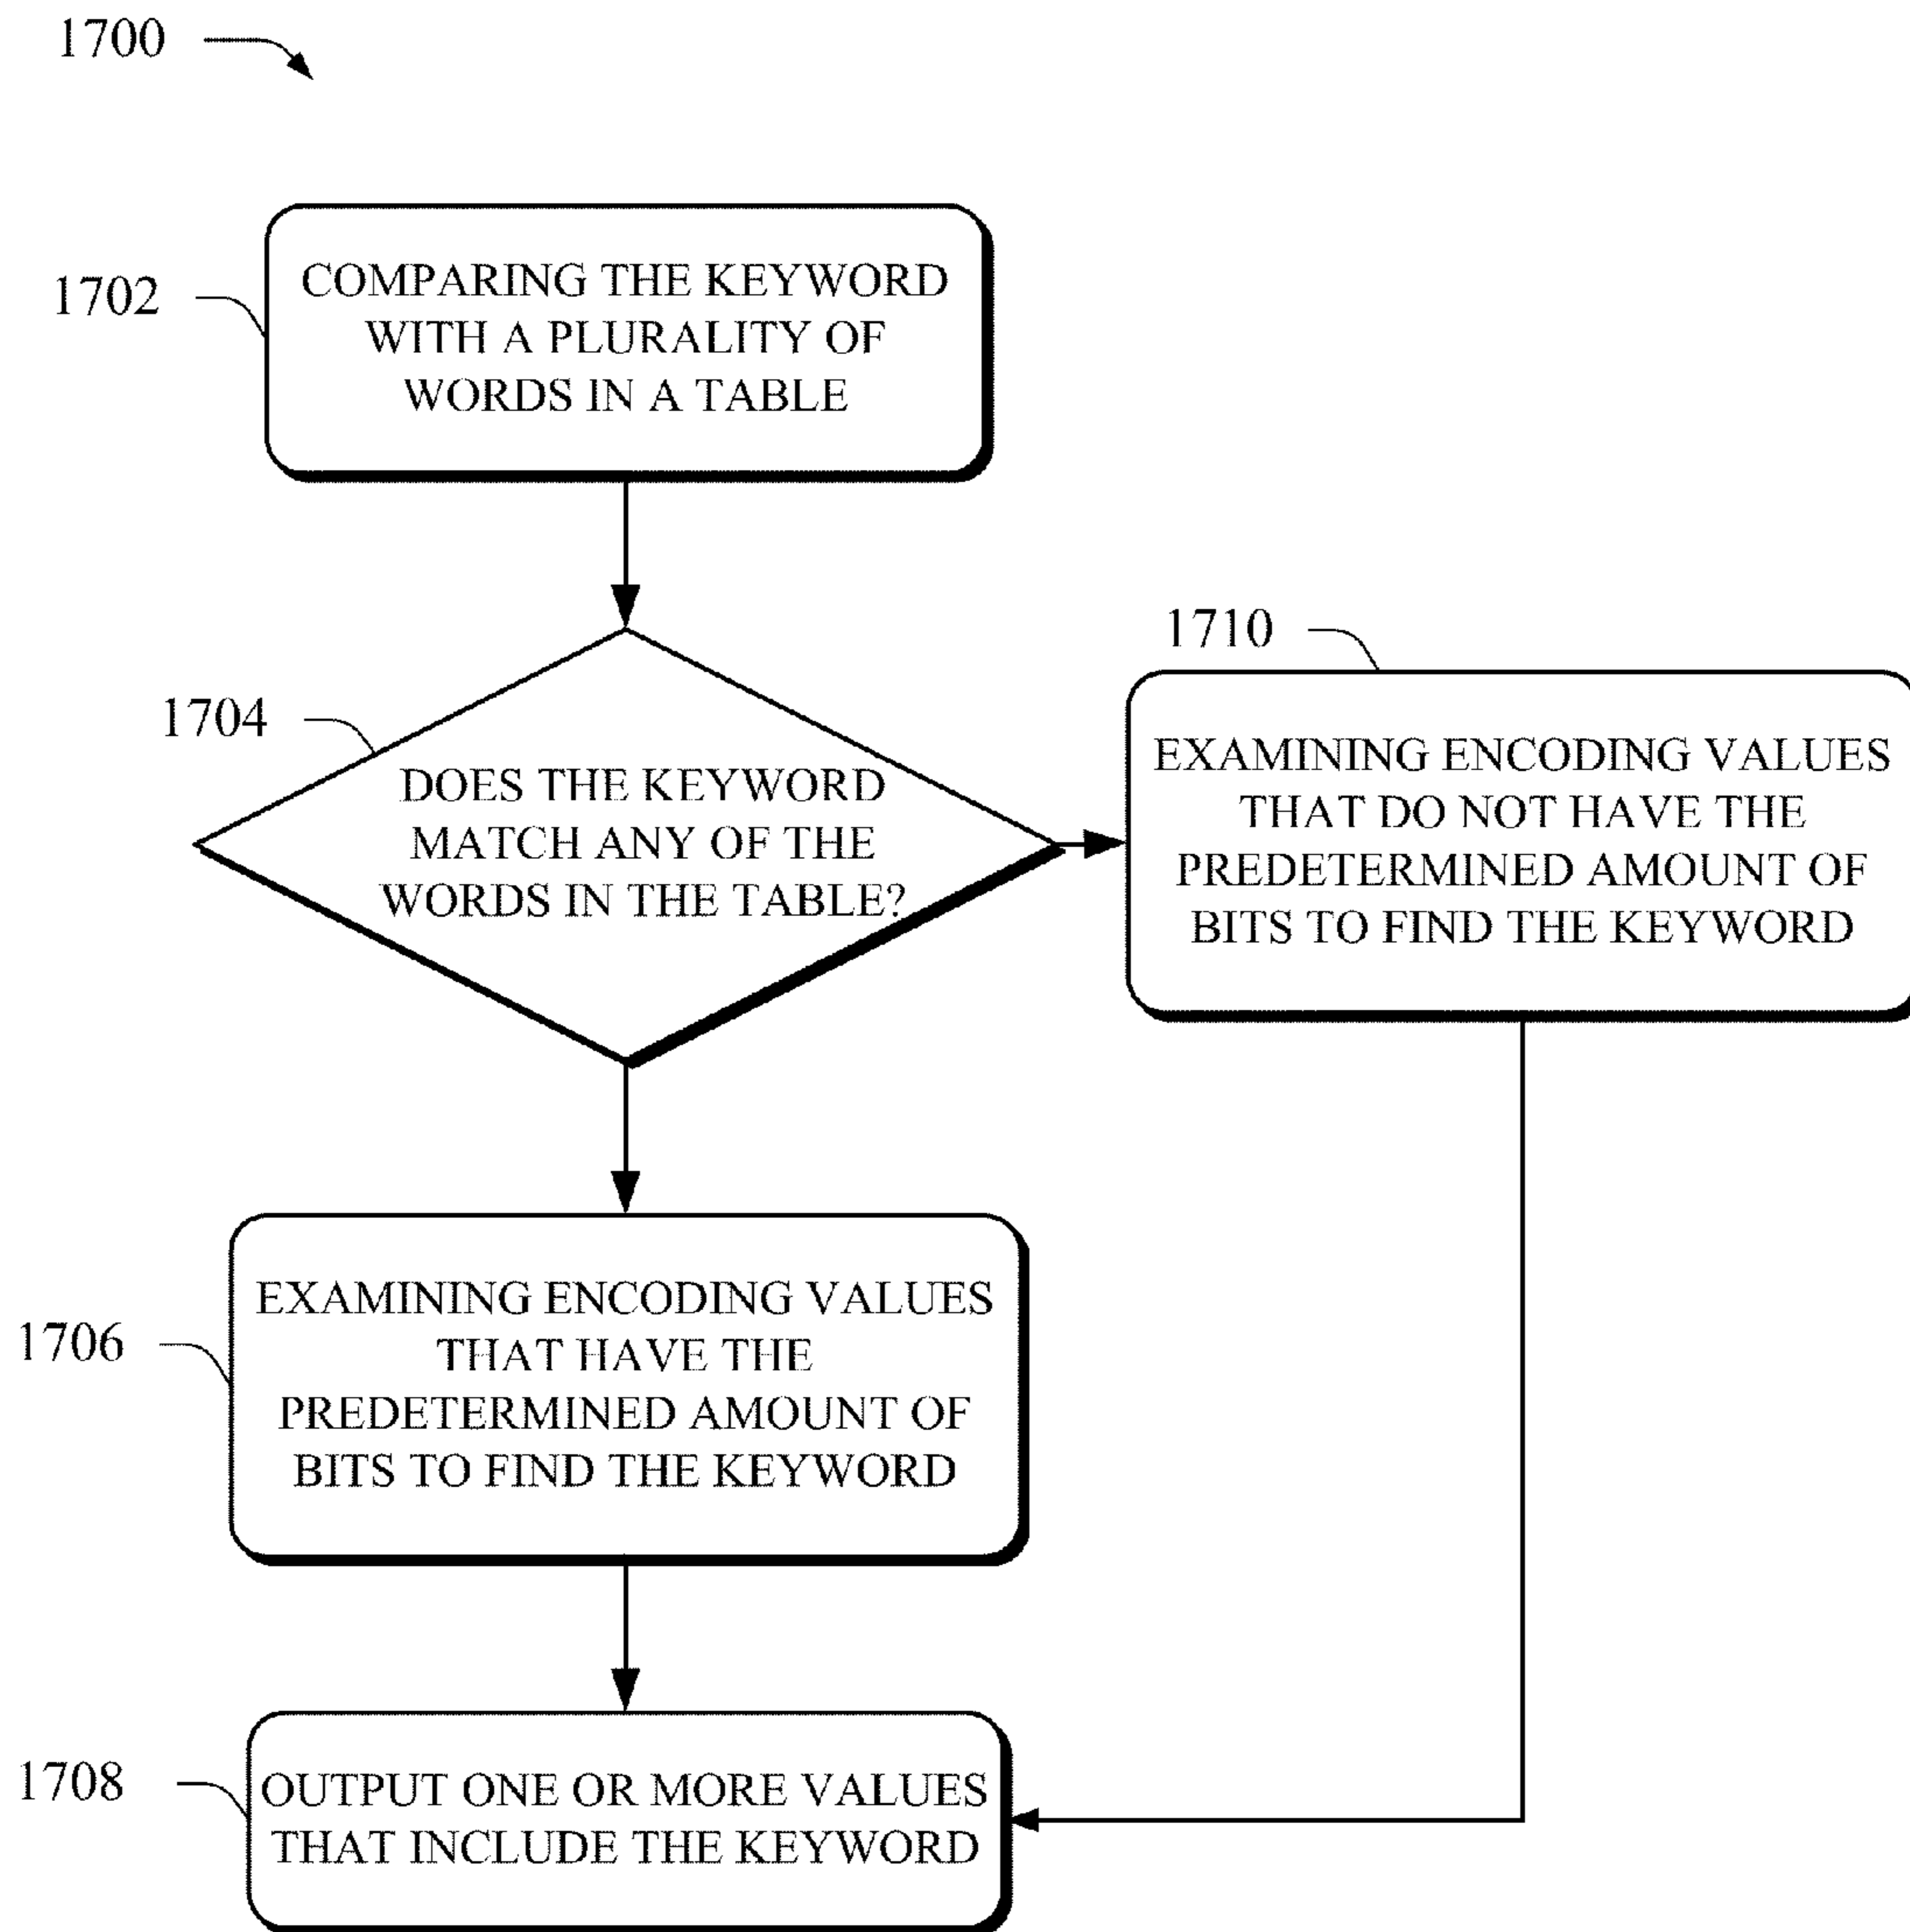 1700
1702
COMPARING THE KEYWORD
WITH A PLURALITY OF
WORDS IN A TABLE
1704
DOES THE KEYWORD
MATCH ANY OF THE
WORDS IN THE TABLE?
1710
EXAMINING ENCODING VALUES
THAT DO NOT HAVE THE
PREDETERMINED AMOUNT OF
BITS TO FIND THE KEYWORD
1706
EXAMINING ENCODING VALUES
THAT HAVE THE
PREDETERMINED AMOUNT OF
BITS TO FIND THE KEYWORD
1708
OUTPUT ONE OR MORE VALUES
THAT INCLUDE THE KEYWORD